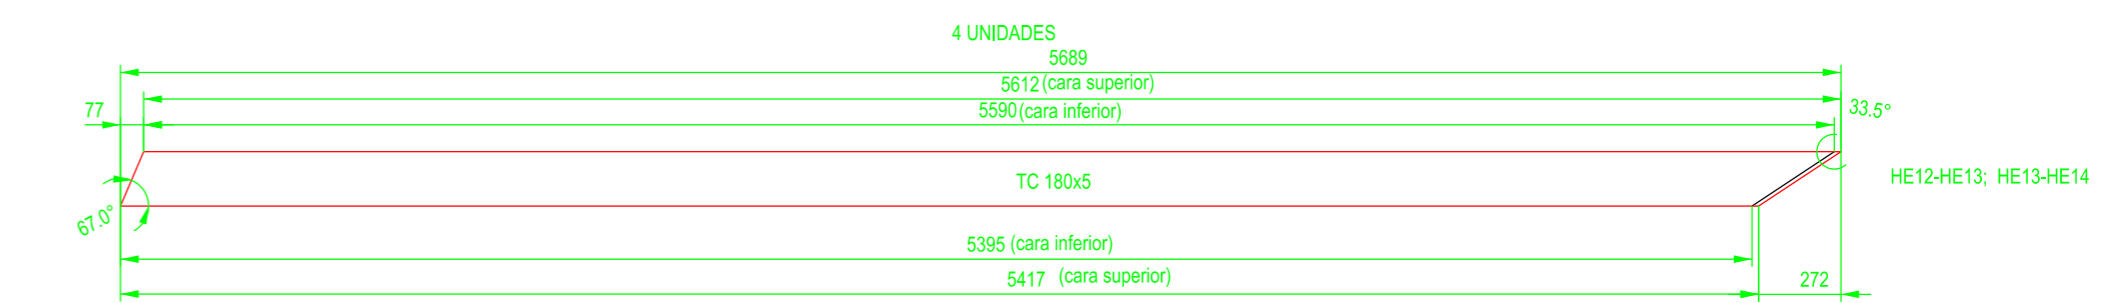 4 UNIDADES
5689
5612 (cara superior)
77
5590 (cara inferior)
33.5°
TC 180x5
HE12-HE13; HE13-HE14
67.0°
5395 (cara inferior)
5417 (cara superior)
272